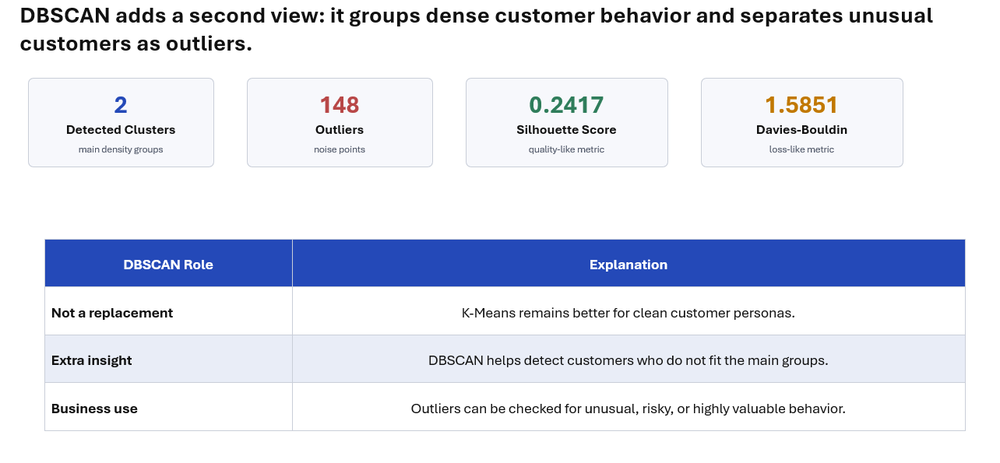 DBSCAN adds a second view: it groups dense customer behavior and separates unusual
customers as outliers.
2
Detected Clusters
main density groups
148
Outliers
noise points
0.2417
Silhouette Score
quality-like metric
1.5851
Davies-Bouldin
loss-like metric
DBSCAN Role
Explanation
Not a replacement
K-Means remains better for clean customer personas.
Extra insight
DBSCAN helps detect customers who do not fit the main groups.
Business use
Outliers can be checked for unusual, risky, or highly valuable behavior.